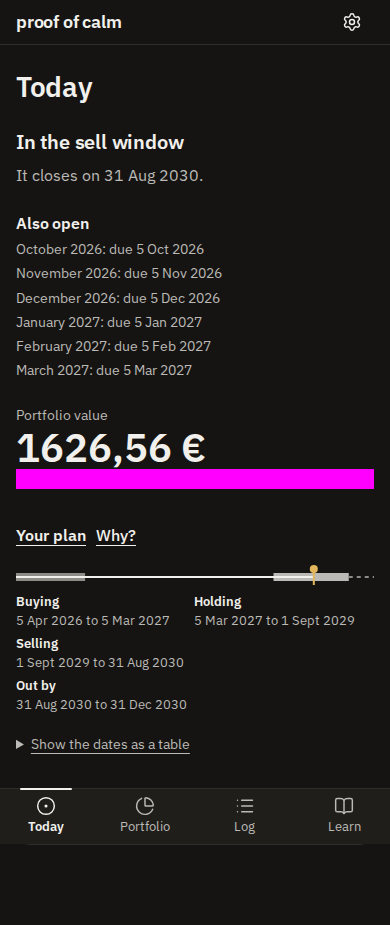 proof of calm
Today
In the sell window
It closes on 31 Aug 2030.
Also open
October 2026: due 5 Oct 2026
November 2026: due 5 Nov 2026
December 2026: due 5 Dec 2026
January 2027: due 5 Jan 2027
February 2027: due 5 Feb 2027
March 2027: due 5 Mar 2027
Portfolio value
1626,56 €
Your plan Why?
Buying
5 Apr 2026 to 5 Mar 2027
Holding
5 Mar 2027 to 1 Sept 2029
Selling
1 Sept 2029 to 31 Aug 2030
Out by
31 Aug 2030 to 31 Dec 2030
Show the dates as a table
Today Portfolio Log Learn